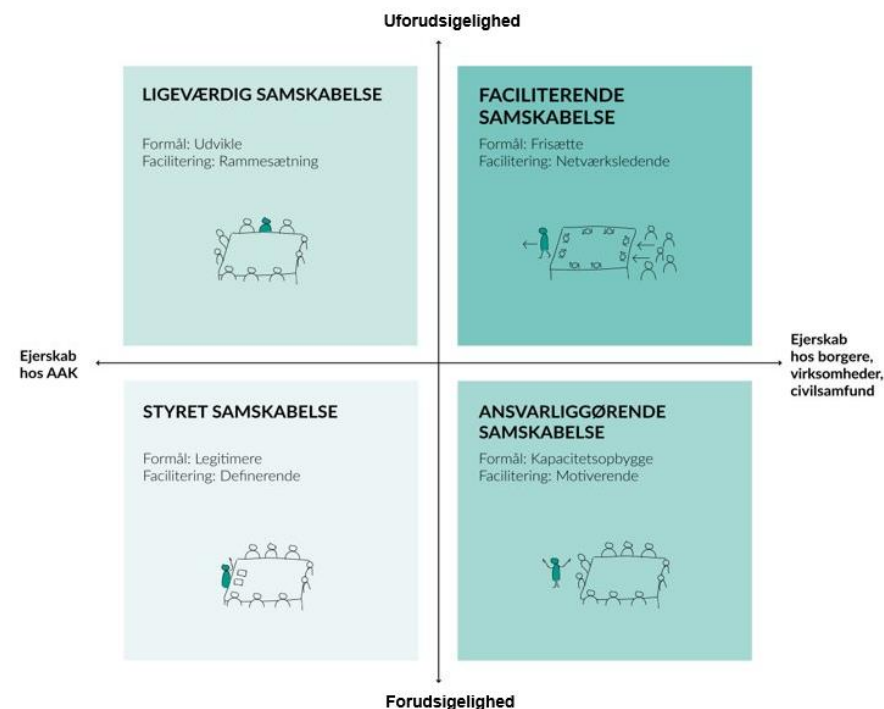 Uforudsigelighed
LIGEVÆRDIG SAMSKABELSE
Formål: Udvikle
Facilitering: Rammesætning
FACILITERENDE
SAMSKABELSE
Formål: Frisætte
Facilitering: Netværksledende
Ejerskab
hos AAK
Ejerskab
hos borgere,
virksomheder,
civilsamfund
STYRET SAMSKABELSE
Formål: Legitimere
Facilitering: Definerende
ANSVARLIGGØRENDE
SAMSKABELSE
Formål: Kapacitetsopbygge
Facilitering: Motiverende
Forudsigelighed